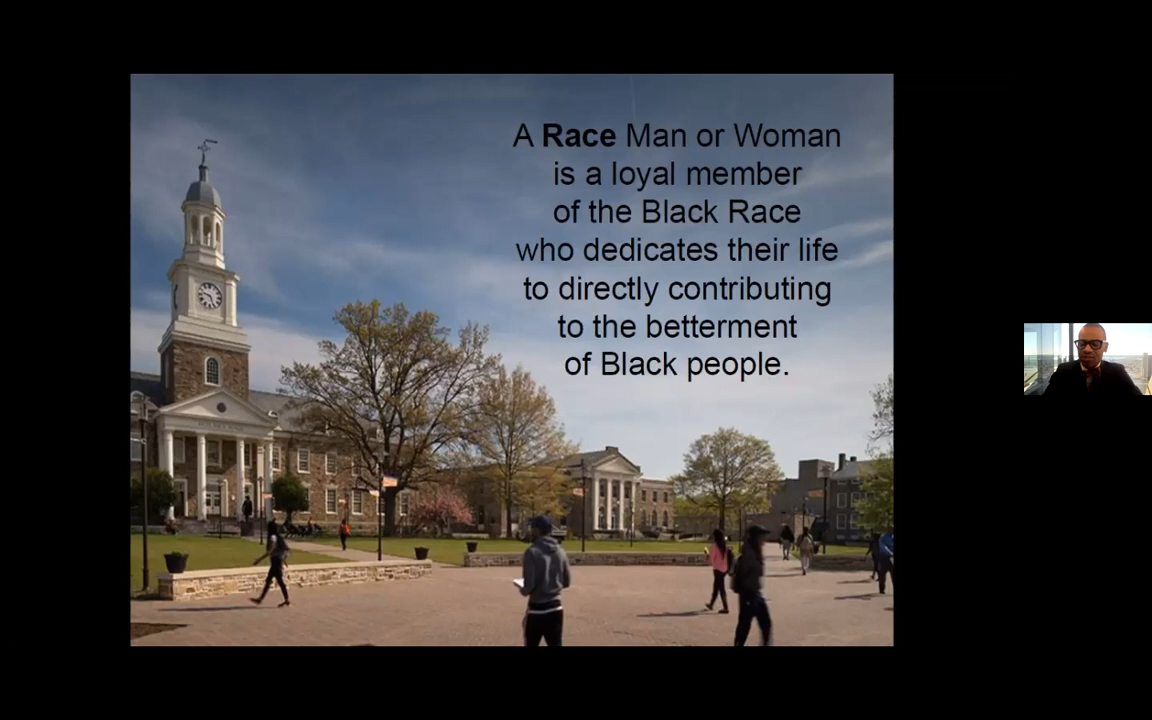 A Race Man or Woman
is a loyal member
of the Black Race
who dedicates their life
to directly contributing
to the betterment
of Black people.